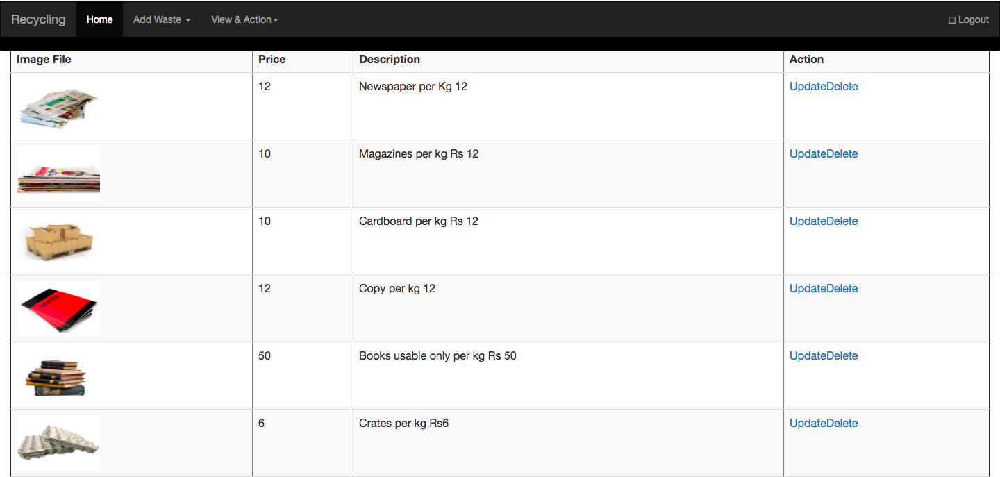 Recycling Home Add Waste View & Action Logout
Image File Price Description Action
12 Newspaper per Kg 12 UpdateDelete
10 Magazines per kg Rs 12 UpdateDelete
10 Cardboard per kg Rs 12 UpdateDelete
NOTES 12 Copy per kg 12 UpdateDelete
50 Books usable only per kg Rs 50 UpdateDelete
6 Crates per kg Rs6 UpdateDelete